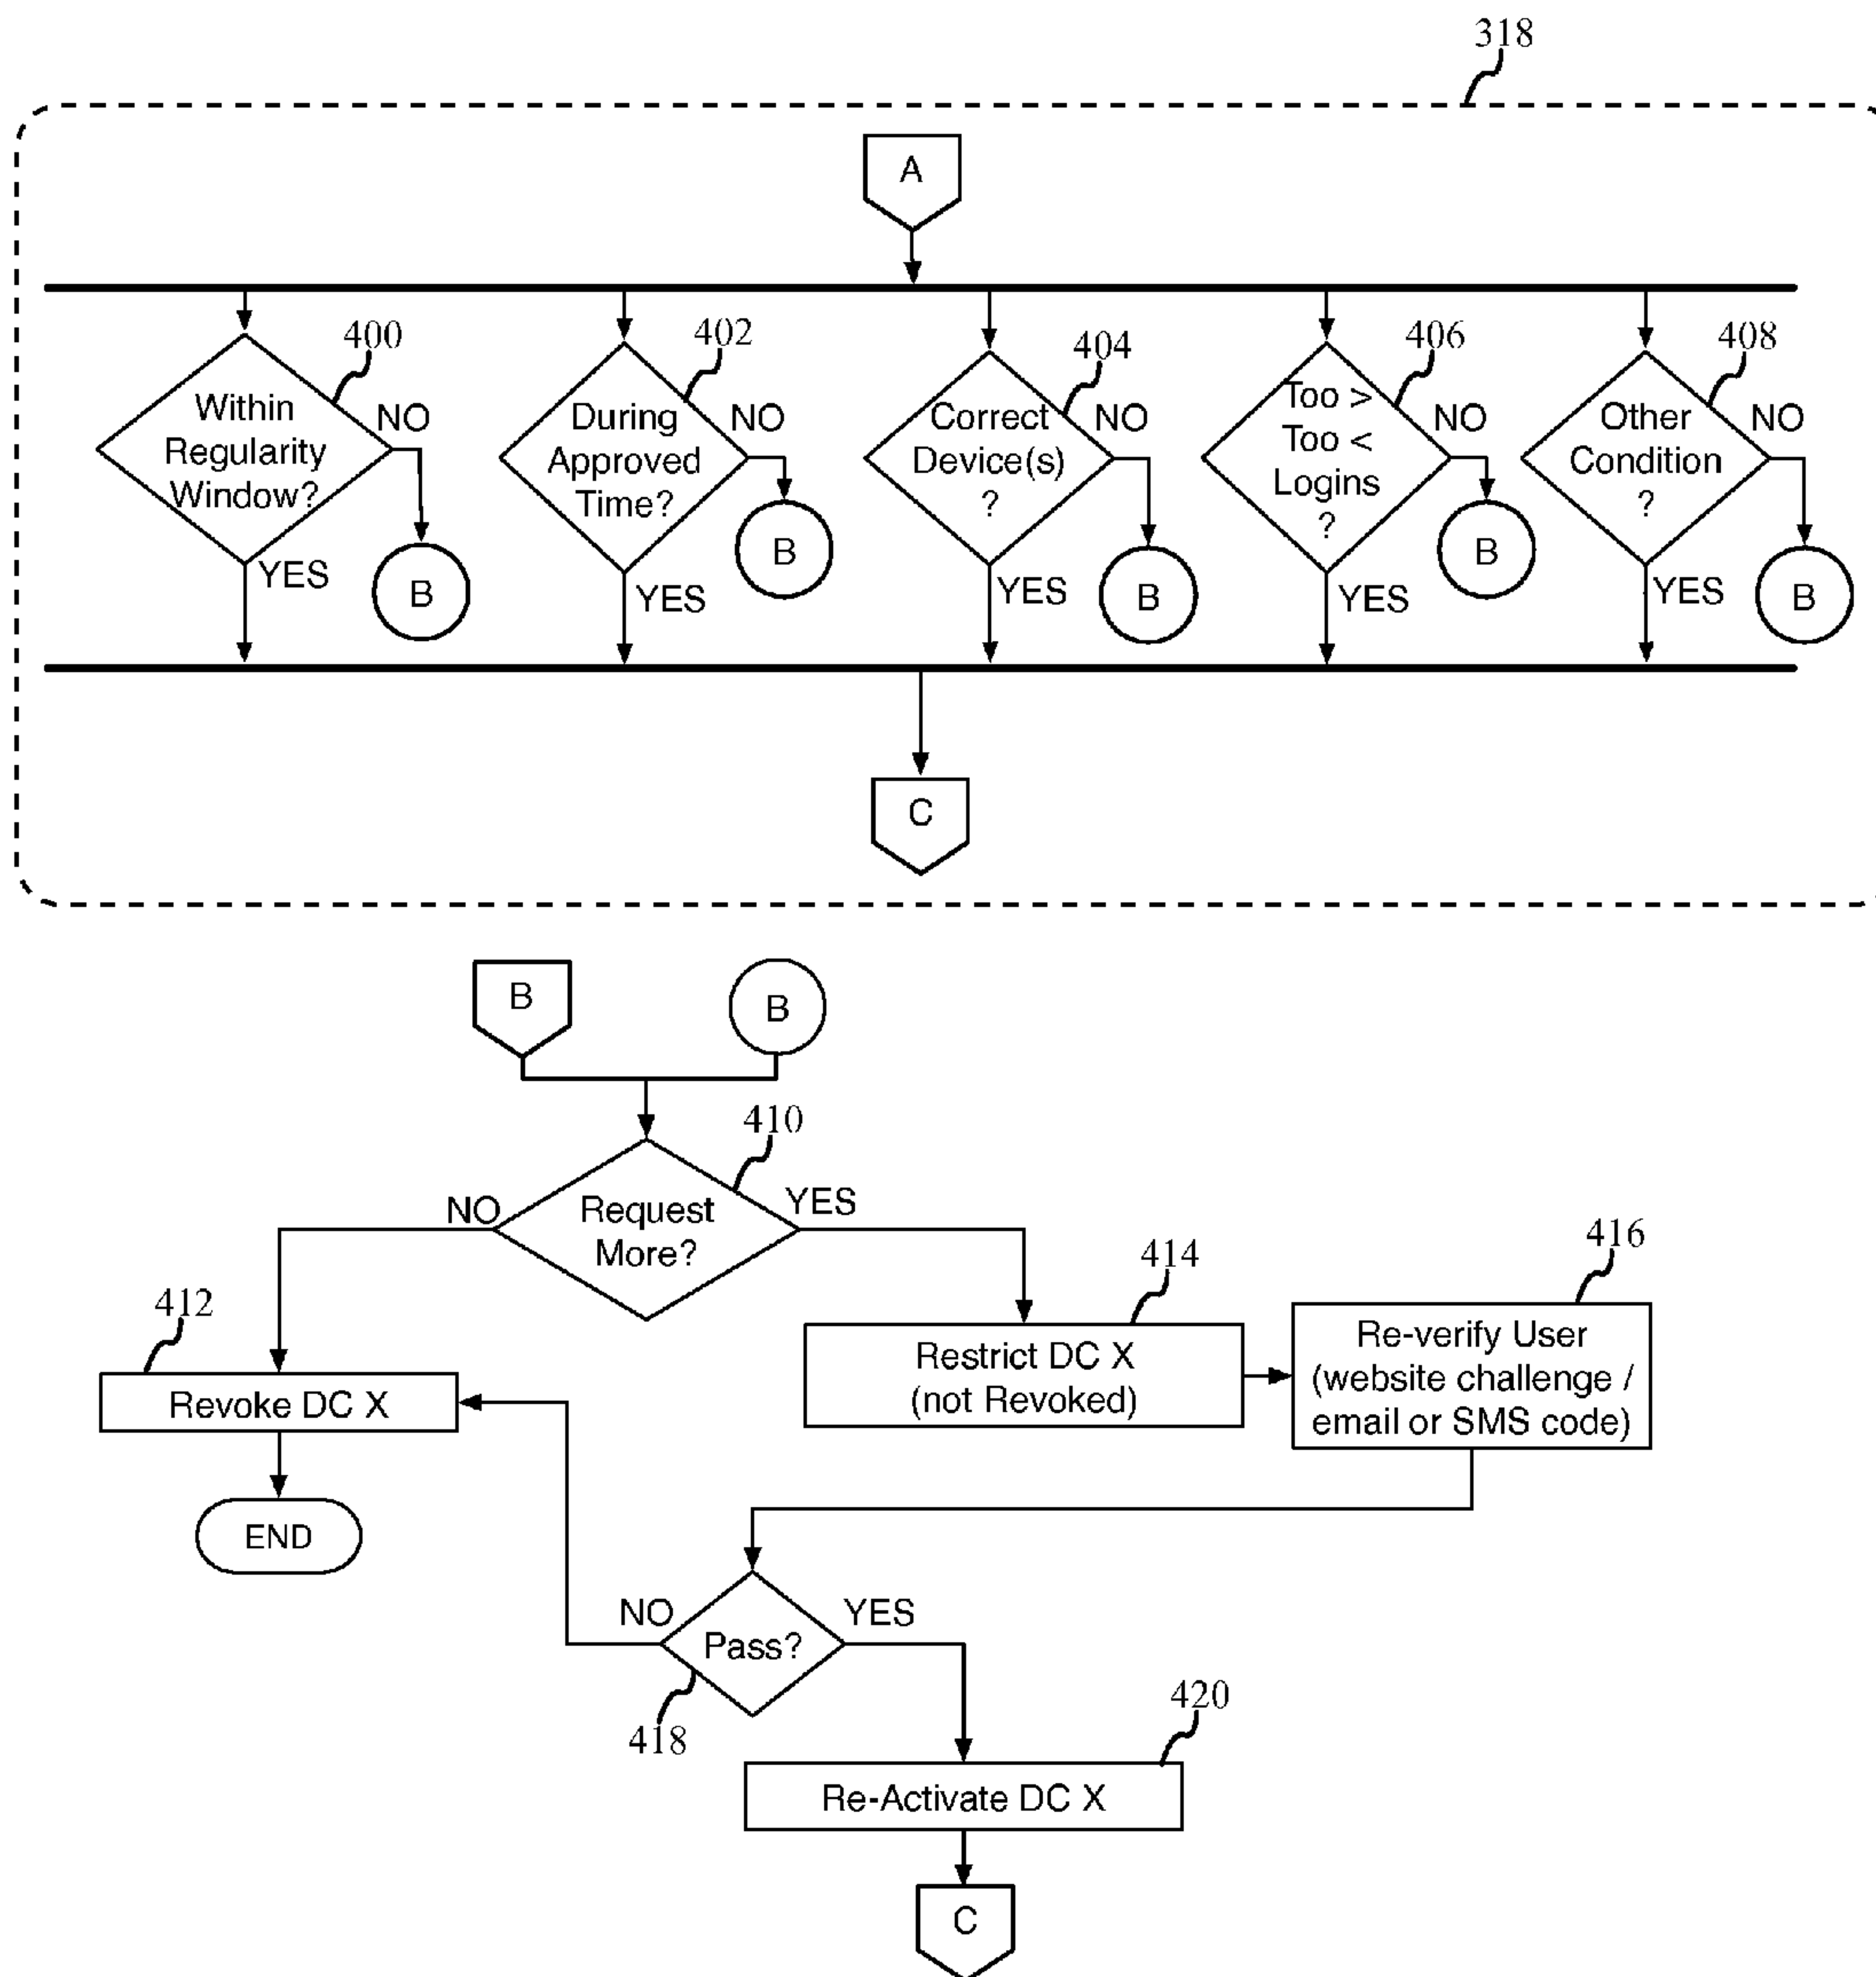 318
A
400
402
404
406
408
Within
Regularity
Window?
NO
During
Approved
Time?
NO
Correct
Device(s)
?
NO
Too >
Too <
Logins
?
NO
Other
Condition
?
NO
B
B
B
B
B
YES
YES
YES
YES
YES
C
B
B
410
NO
Request
More?
YES
412
Revoke DC X
END
414
Restrict DC X
(not Revoked)
416
Re-verify User
(website challenge /
email or SMS code)
NO
Pass?
YES
418
420
Re-Activate DC X
C